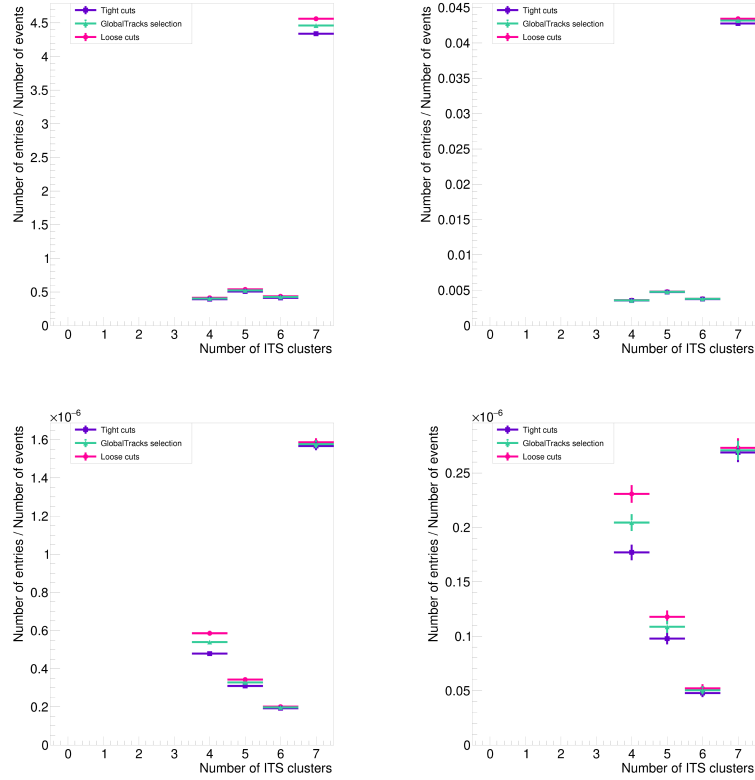 Number of entries / Number of events
Tight cuts
GlobalTracks selection
Loose cuts
4.5
4
3.5
3
2.5
2
1.5
1
0.5
0
0 1 2 3 4 5 6 7
Number of ITS clusters
Number of entries / Number of events
Tight cuts
GlobalTracks selection
Loose cuts
0.045
0.04
0.035
0.03
0.025
0.02
0.015
0.01
0.005
0
0 1 2 3 4 5 6 7
Number of ITS clusters
×10⁻⁶
Number of entries / Number of events
Tight cuts
GlobalTracks selection
Loose cuts
1.6
1.4
1.2
1
0.8
0.6
0.4
0.2
0
0 1 2 3 4 5 6 7
Number of ITS clusters
×10⁻⁶
Number of entries / Number of events
Tight cuts
GlobalTracks selection
Loose cuts
0.25
0.2
0.15
0.1
0.05
0
0 1 2 3 4 5 6 7
Number of ITS clusters